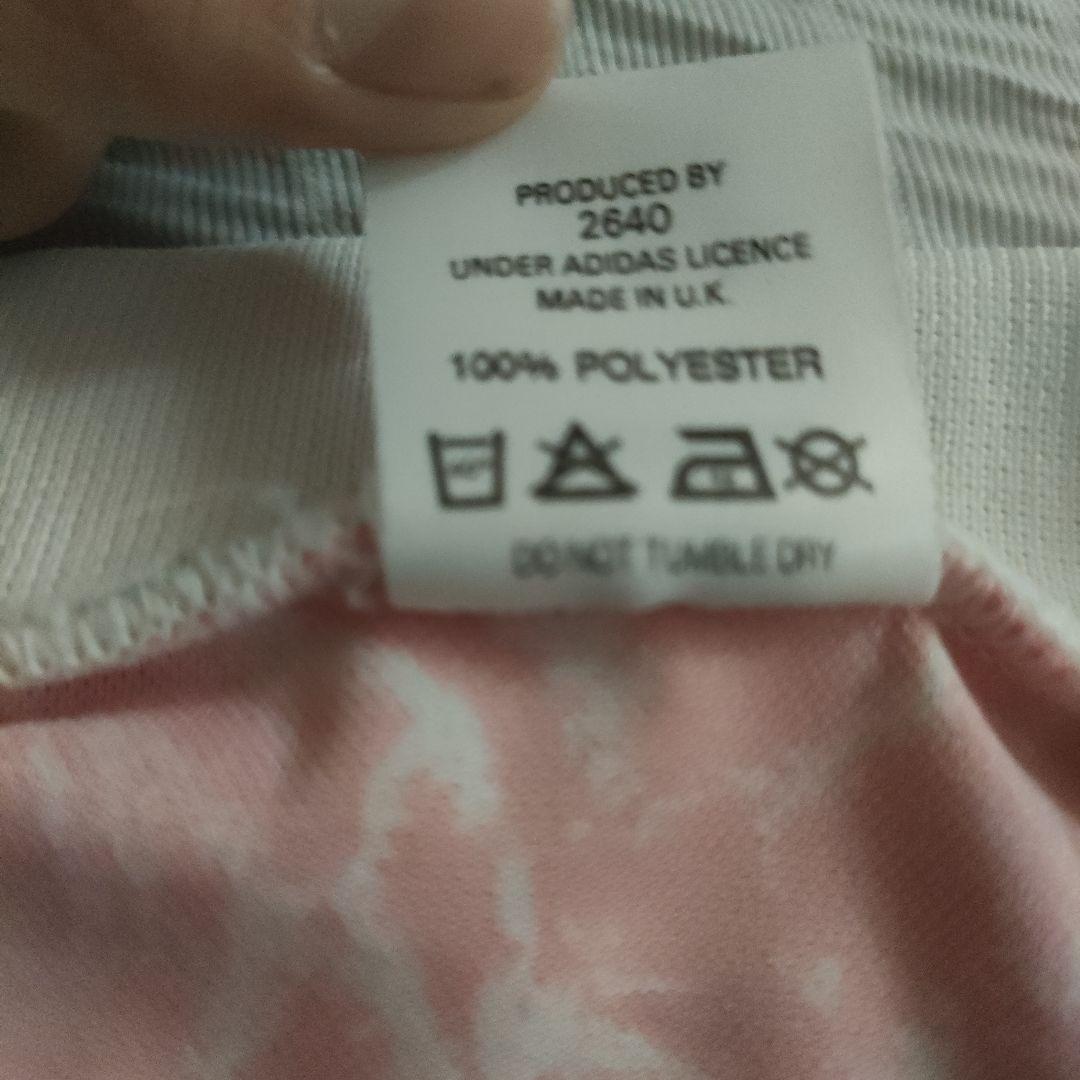 PRODUCED BY
2640
UNDER ADIDAS LICENCE
MADE IN U.K.
100% POLYESTER
DO NOT TUMBLE DRY